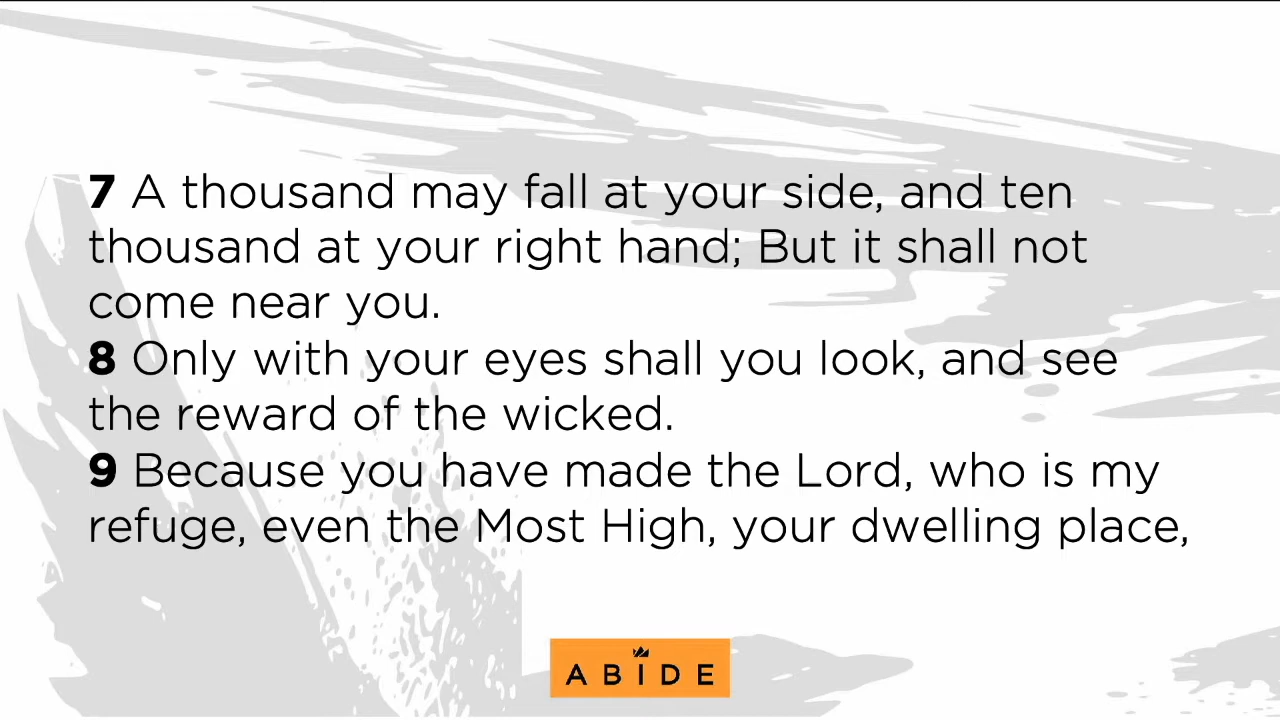 7 A thousand may fall at your side, and ten
thousand at your right hand; But it shall not
come near you.
8 Only with your eyes shall you look, and see
the reward of the wicked.
9 Because you have made the Lord, who is my
refuge, even the Most High, your dwelling place,
ABIDE